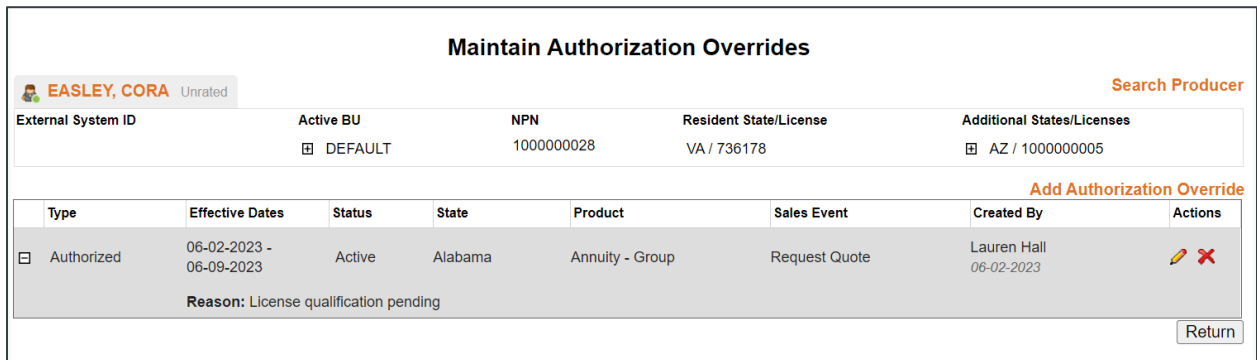 Maintain Authorization Overrides
EASLEY, CORA Unrated
Search Producer
External System ID Active BU NPN Resident State/License Additional States/Licenses
DEFAULT 1000000028 VA / 736178 AZ / 1000000005
Add Authorization Override
Type Effective Dates Status State Product Sales Event Created By Actions
Authorized 06-02-2023 - 06-09-2023 Active Alabama Annuity - Group Request Quote Lauren Hall 06-02-2023
Reason: License qualification pending
Return